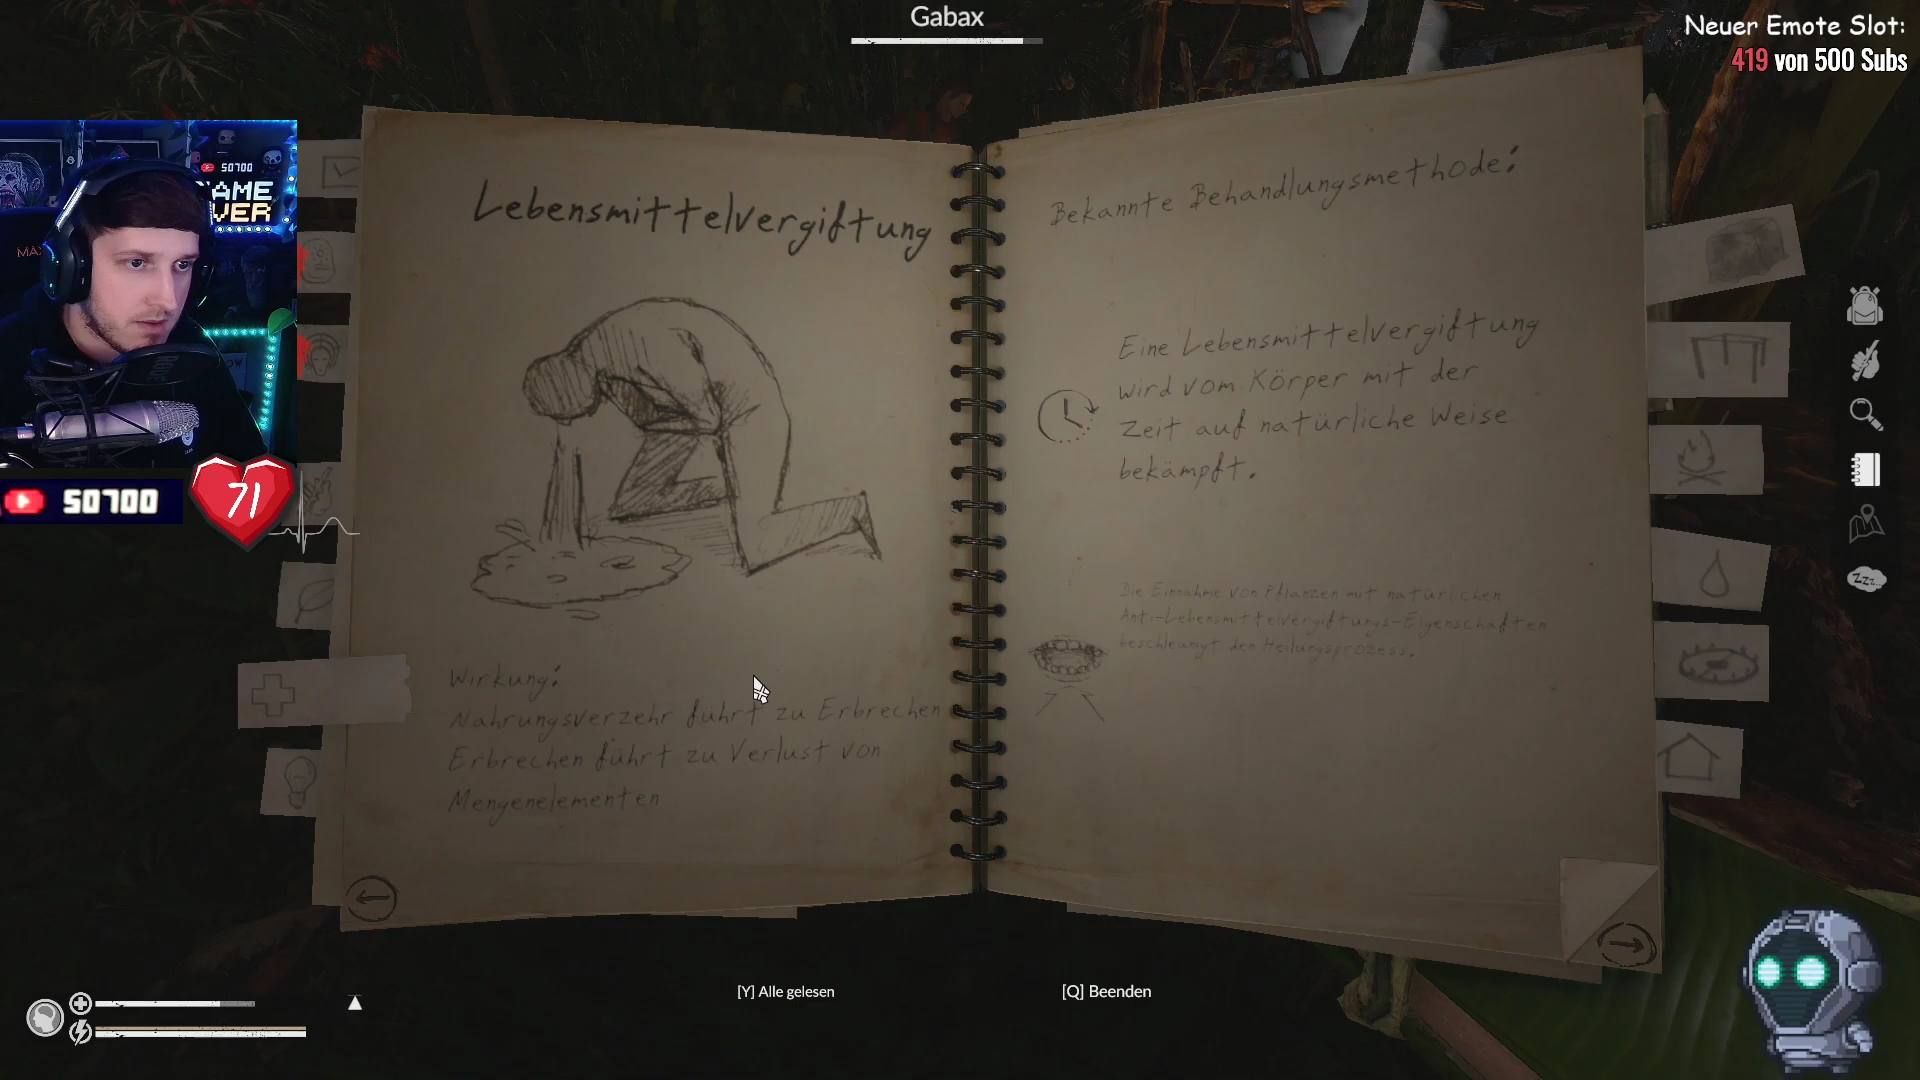 Gabax
Neuer Emote Slot:
419 von 500 Subs
50700
GAME
OVER
50700
71
Lebensmittelvergiftung
Wirkung:
Nahrungsverzehr führt zu Erbrechen
Erbrechen führt zu Verlust von
Mengenelementen
Bekannte Behandlungsmethode:
Eine Lebensmittelvergiftung
wird vom Körper mit der
Zeit auf natürliche Weise
bekämpft.
Die Einnahme von Pflanzen mit natürlichen
Anti-Lebensmittelvergiftungs-Eigenschaften
beschleunigt den Heilungsprozess.
Zzz..
[Y] Alle gelesen
[Q] Beenden